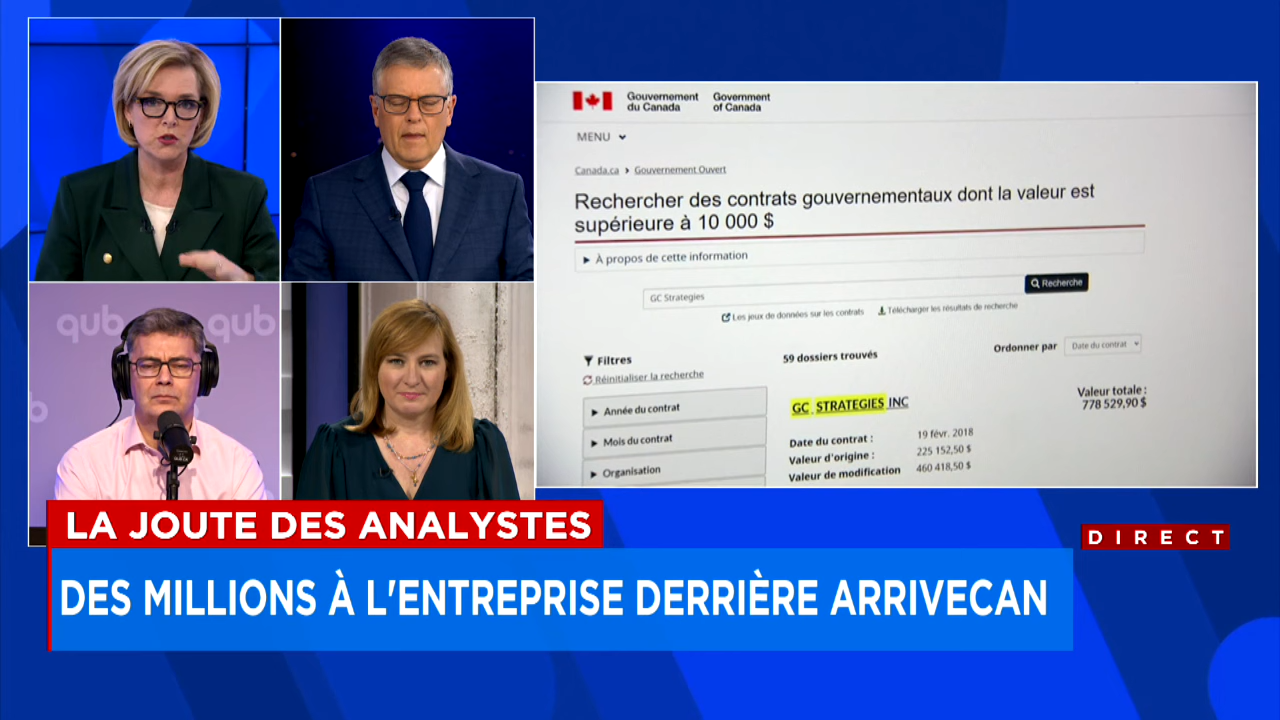 Gouvernement
du Canada
Government
of Canada
MENU
Canada.ca > Gouvernement Ouvert
Rechercher des contrats gouvernementaux dont la valeur est
supérieure à 10 000 $
À propos de cette information
GC Strategies
Recherche
Les jeux de données sur les contrats
Télécharger les résultats de recherche
Filtres
Réinitialiser la recherche
59 dossiers trouvés
Ordonner par
Date du contrat
Année du contrat
Mois du contrat
Organisation
GC STRATEGIES INC
Valeur totale :
778 529,90 $
Date du contrat : 19 févr. 2018
Valeur d'origine : 225 152,50 $
Valeur de modification 460 418,50 $
qub
qub
ub
LA JOUTE DES ANALYSTES
DIRECT
DES MILLIONS À L'ENTREPRISE DERRIÈRE ARRIVECAN